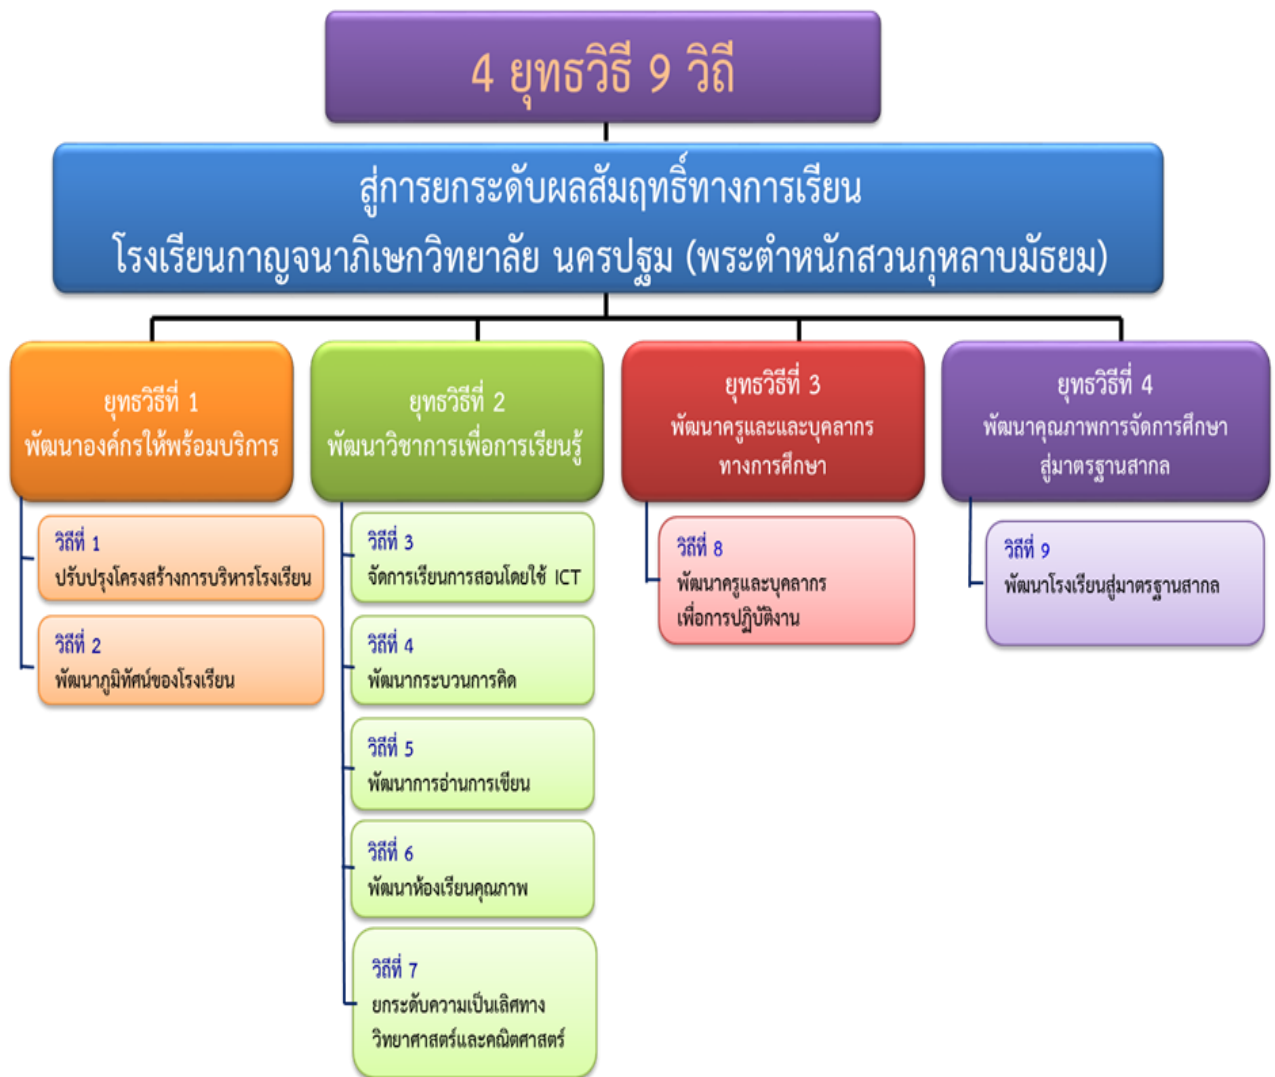 4 ยุทธวิธี 9 วิถี
สู่การยกระดับผลสัมฤทธิ์ทางการเรียน
โรงเรียนกาญจนาภิเษกวิทยาลัย นครปฐม (พระตำหนักสวนกุหลาบมัธยม)
ยุทธวิธีที่ 1
พัฒนาองค์กรให้พร้อมบริการ
วิถีที่ 1
ปรับปรุงโครงสร้างการบริหารโรงเรียน
วิถีที่ 2
พัฒนาภูมิทัศน์ของโรงเรียน
ยุทธวิธีที่ 2
พัฒนาวิชาการเพื่อการเรียนรู้
วิถีที่ 3
จัดการเรียนการสอนโดยใช้ ICT
วิถีที่ 4
พัฒนากระบวนการคิด
วิถีที่ 5
พัฒนาการอ่านการเขียน
วิถีที่ 6
พัฒนาห้องเรียนคุณภาพ
วิถีที่ 7
ยกระดับความเป็นเลิศทาง
วิทยาศาสตร์และคณิตศาสตร์
ยุทธวิธีที่ 3
พัฒนาครูและและบุคลากร
ทางการศึกษา
วิถีที่ 8
พัฒนาครูและบุคลากร
เพื่อการปฏิบัติงาน
ยุทธวิธีที่ 4
พัฒนาคุณภาพการจัดการศึกษา
สู่มาตรฐานสากล
วิถีที่ 9
พัฒนาโรงเรียนสู่มาตรฐานสากล